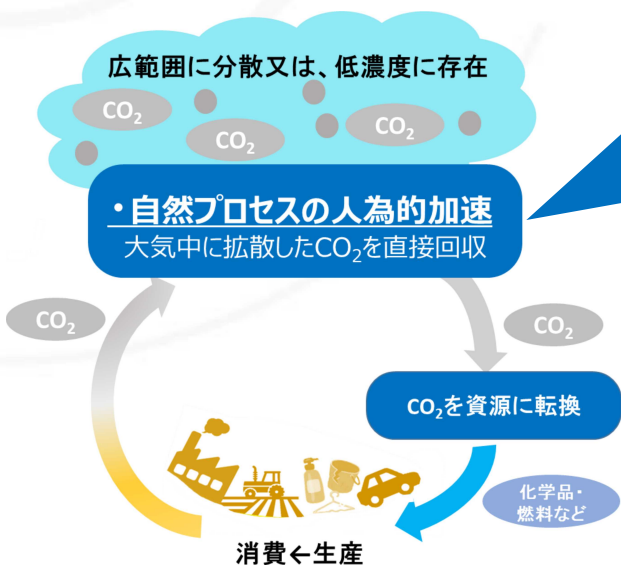 広範囲に分散又は、低濃度に存在
CO₂
CO₂
CO₂
・自然プロセスの人為的加速
大気中に拡散したCO₂を直接回収
CO₂
CO₂
CO₂を資源に転換
化学品・
燃料など
消費←生産